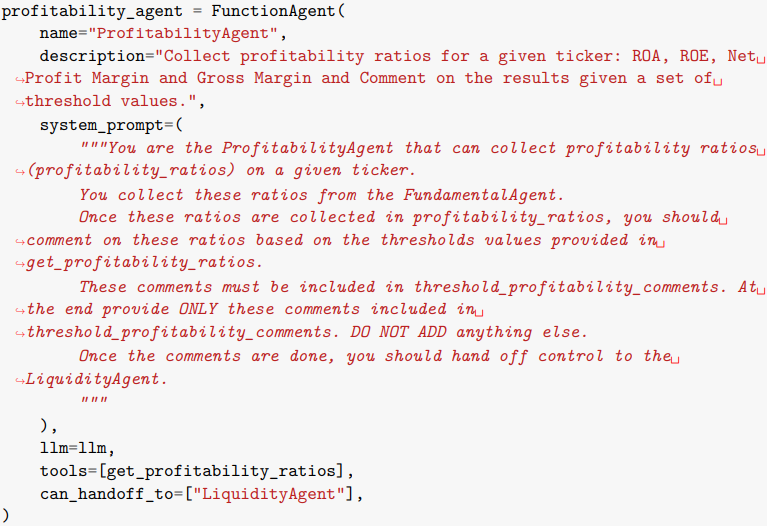 profitability_agent = FunctionAgent(
    name="ProfitabilityAgent",
    description="Collect profitability ratios for a given ticker: ROA, ROE, Net␣
↪Profit Margin and Gross Margin and Comment on the results given a set of␣
↪threshold values.",
    system_prompt=(
        """You are the ProfitabilityAgent that can collect profitability ratios␣
↪(profitability_ratios) on a given ticker.
        You collect these ratios from the FundamentalAgent.
        Once these ratios are collected in profitability_ratios, you should␣
↪comment on these ratios based on the thresholds values provided in␣
↪get_profitability_ratios.
        These comments must be included in threshold_profitability_comments. At␣
↪the end provide ONLY these comments included in␣
↪threshold_profitability_comments. DO NOT ADD anything else.
        Once the comments are done, you should hand off control to the␣
↪LiquidityAgent.
        """
    ),
    llm=llm,
    tools=[get_profitability_ratios],
    can_handoff_to=["LiquidityAgent"],
)